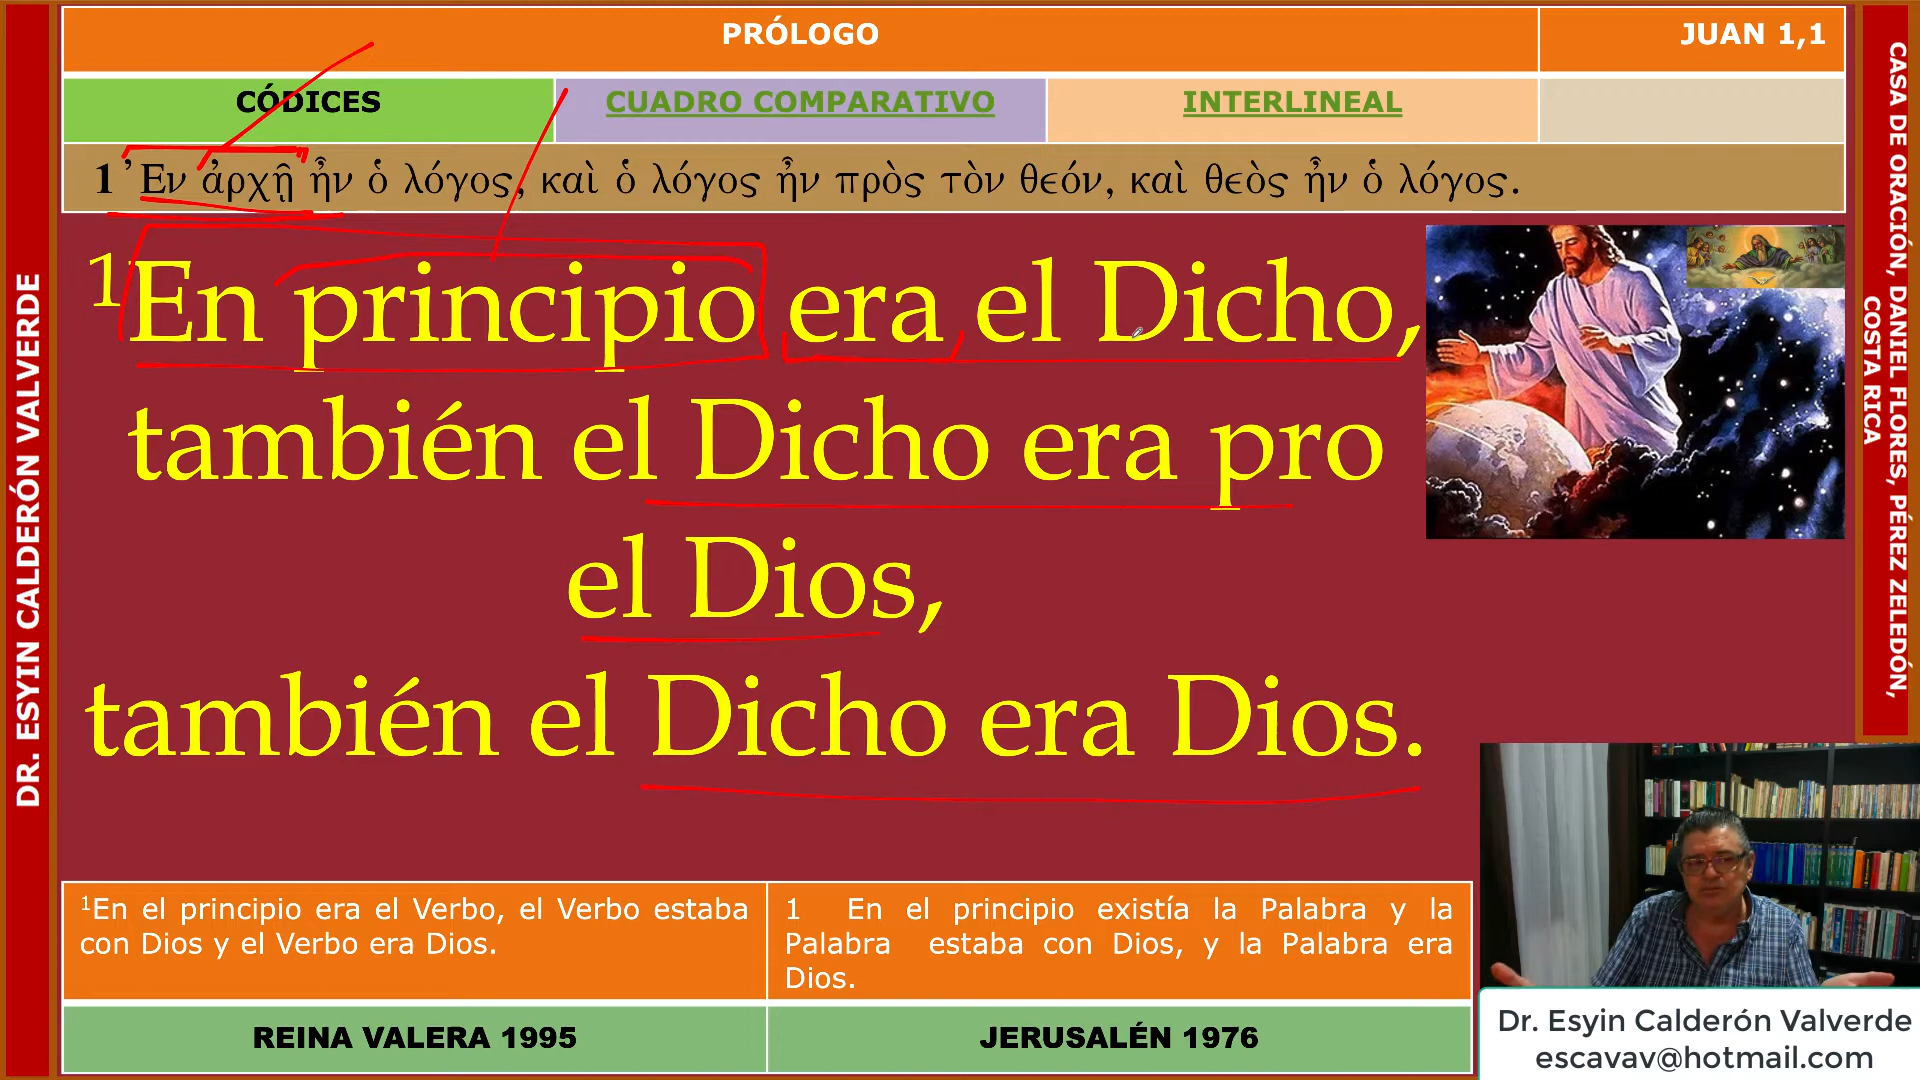 PRÓLOGO
JUAN 1,1
CÓDICES
CUADRO COMPARATIVO
INTERLINEAL
1 Ἐν ἀρχῇ ἦν ὁ λόγος, καὶ ὁ λόγος ἦν πρὸς τὸν θεόν, καὶ θεὸς ἦν ὁ λόγος.
1En principio era el Dicho,
también el Dicho era pro
el Dios,
también el Dicho era Dios.
1En el principio era el Verbo, el Verbo estaba
con Dios y el Verbo era Dios.
1 En el principio existía la Palabra y la
Palabra estaba con Dios, y la Palabra era
Dios.
REINA VALERA 1995
JERUSALÉN 1976
DR. ESYIN CALDERÓN VALVERDE
CASA DE ORACIÓN, DANIEL FLORES, PÉREZ ZELEDÓN,
COSTA RICA
Dr. Esyin Calderón Valverde
escavav@hotmail.com